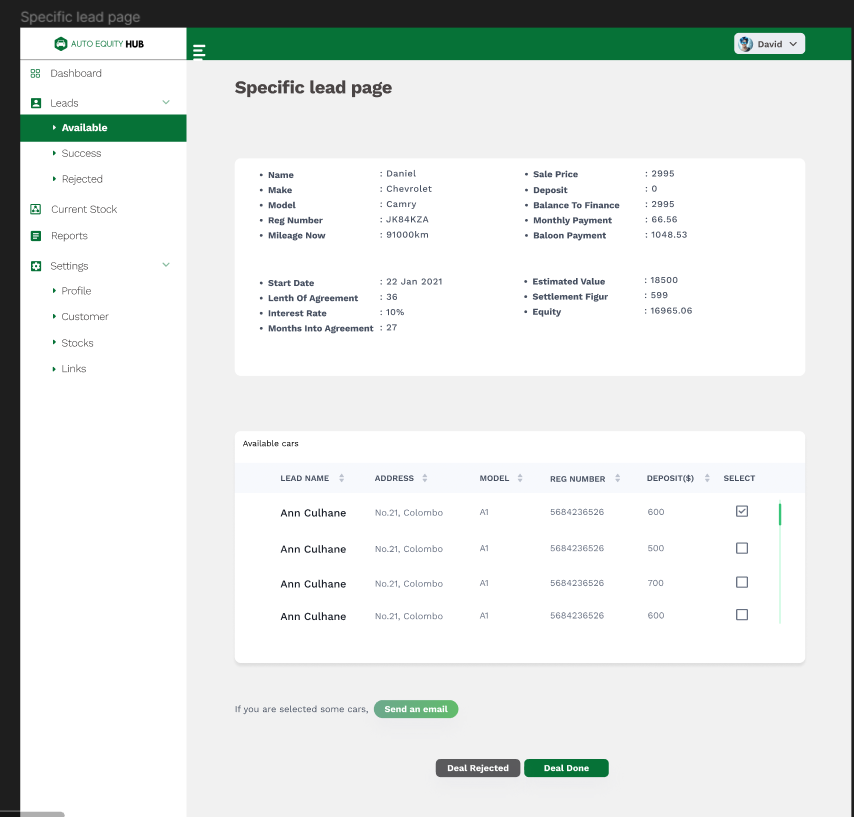 Specific lead page
AUTO EQUITY HUB
David
Dashboard
Leads
Available
Success
Rejected
Current Stock
Reports
Settings
Profile
Customer
Stocks
Links
Specific lead page
• Name : Daniel
• Make : Chevrolet
• Model : Camry
• Reg Number : JK84KZA
• Mileage Now : 91000km
• Sale Price : 2995
• Deposit : 0
• Balance To Finance : 2995
• Monthly Payment : 66.56
• Baloon Payment : 1048.53
• Start Date : 22 Jan 2021
• Lenth Of Agreement : 36
• Interest Rate : 10%
• Months Into Agreement : 27
• Estimated Value : 18500
• Settlement Figur : 599
• Equity : 16965.06
Available cars
LEAD NAME ADDRESS MODEL REG NUMBER DEPOSIT($) SELECT
Ann Culhane No.21, Colombo A1 5684236526 600
Ann Culhane No.21, Colombo A1 5684236526 500
Ann Culhane No.21, Colombo A1 5684236526 700
Ann Culhane No.21, Colombo A1 5684236526 600
If you are selected some cars, Send an email
Deal Rejected Deal Done